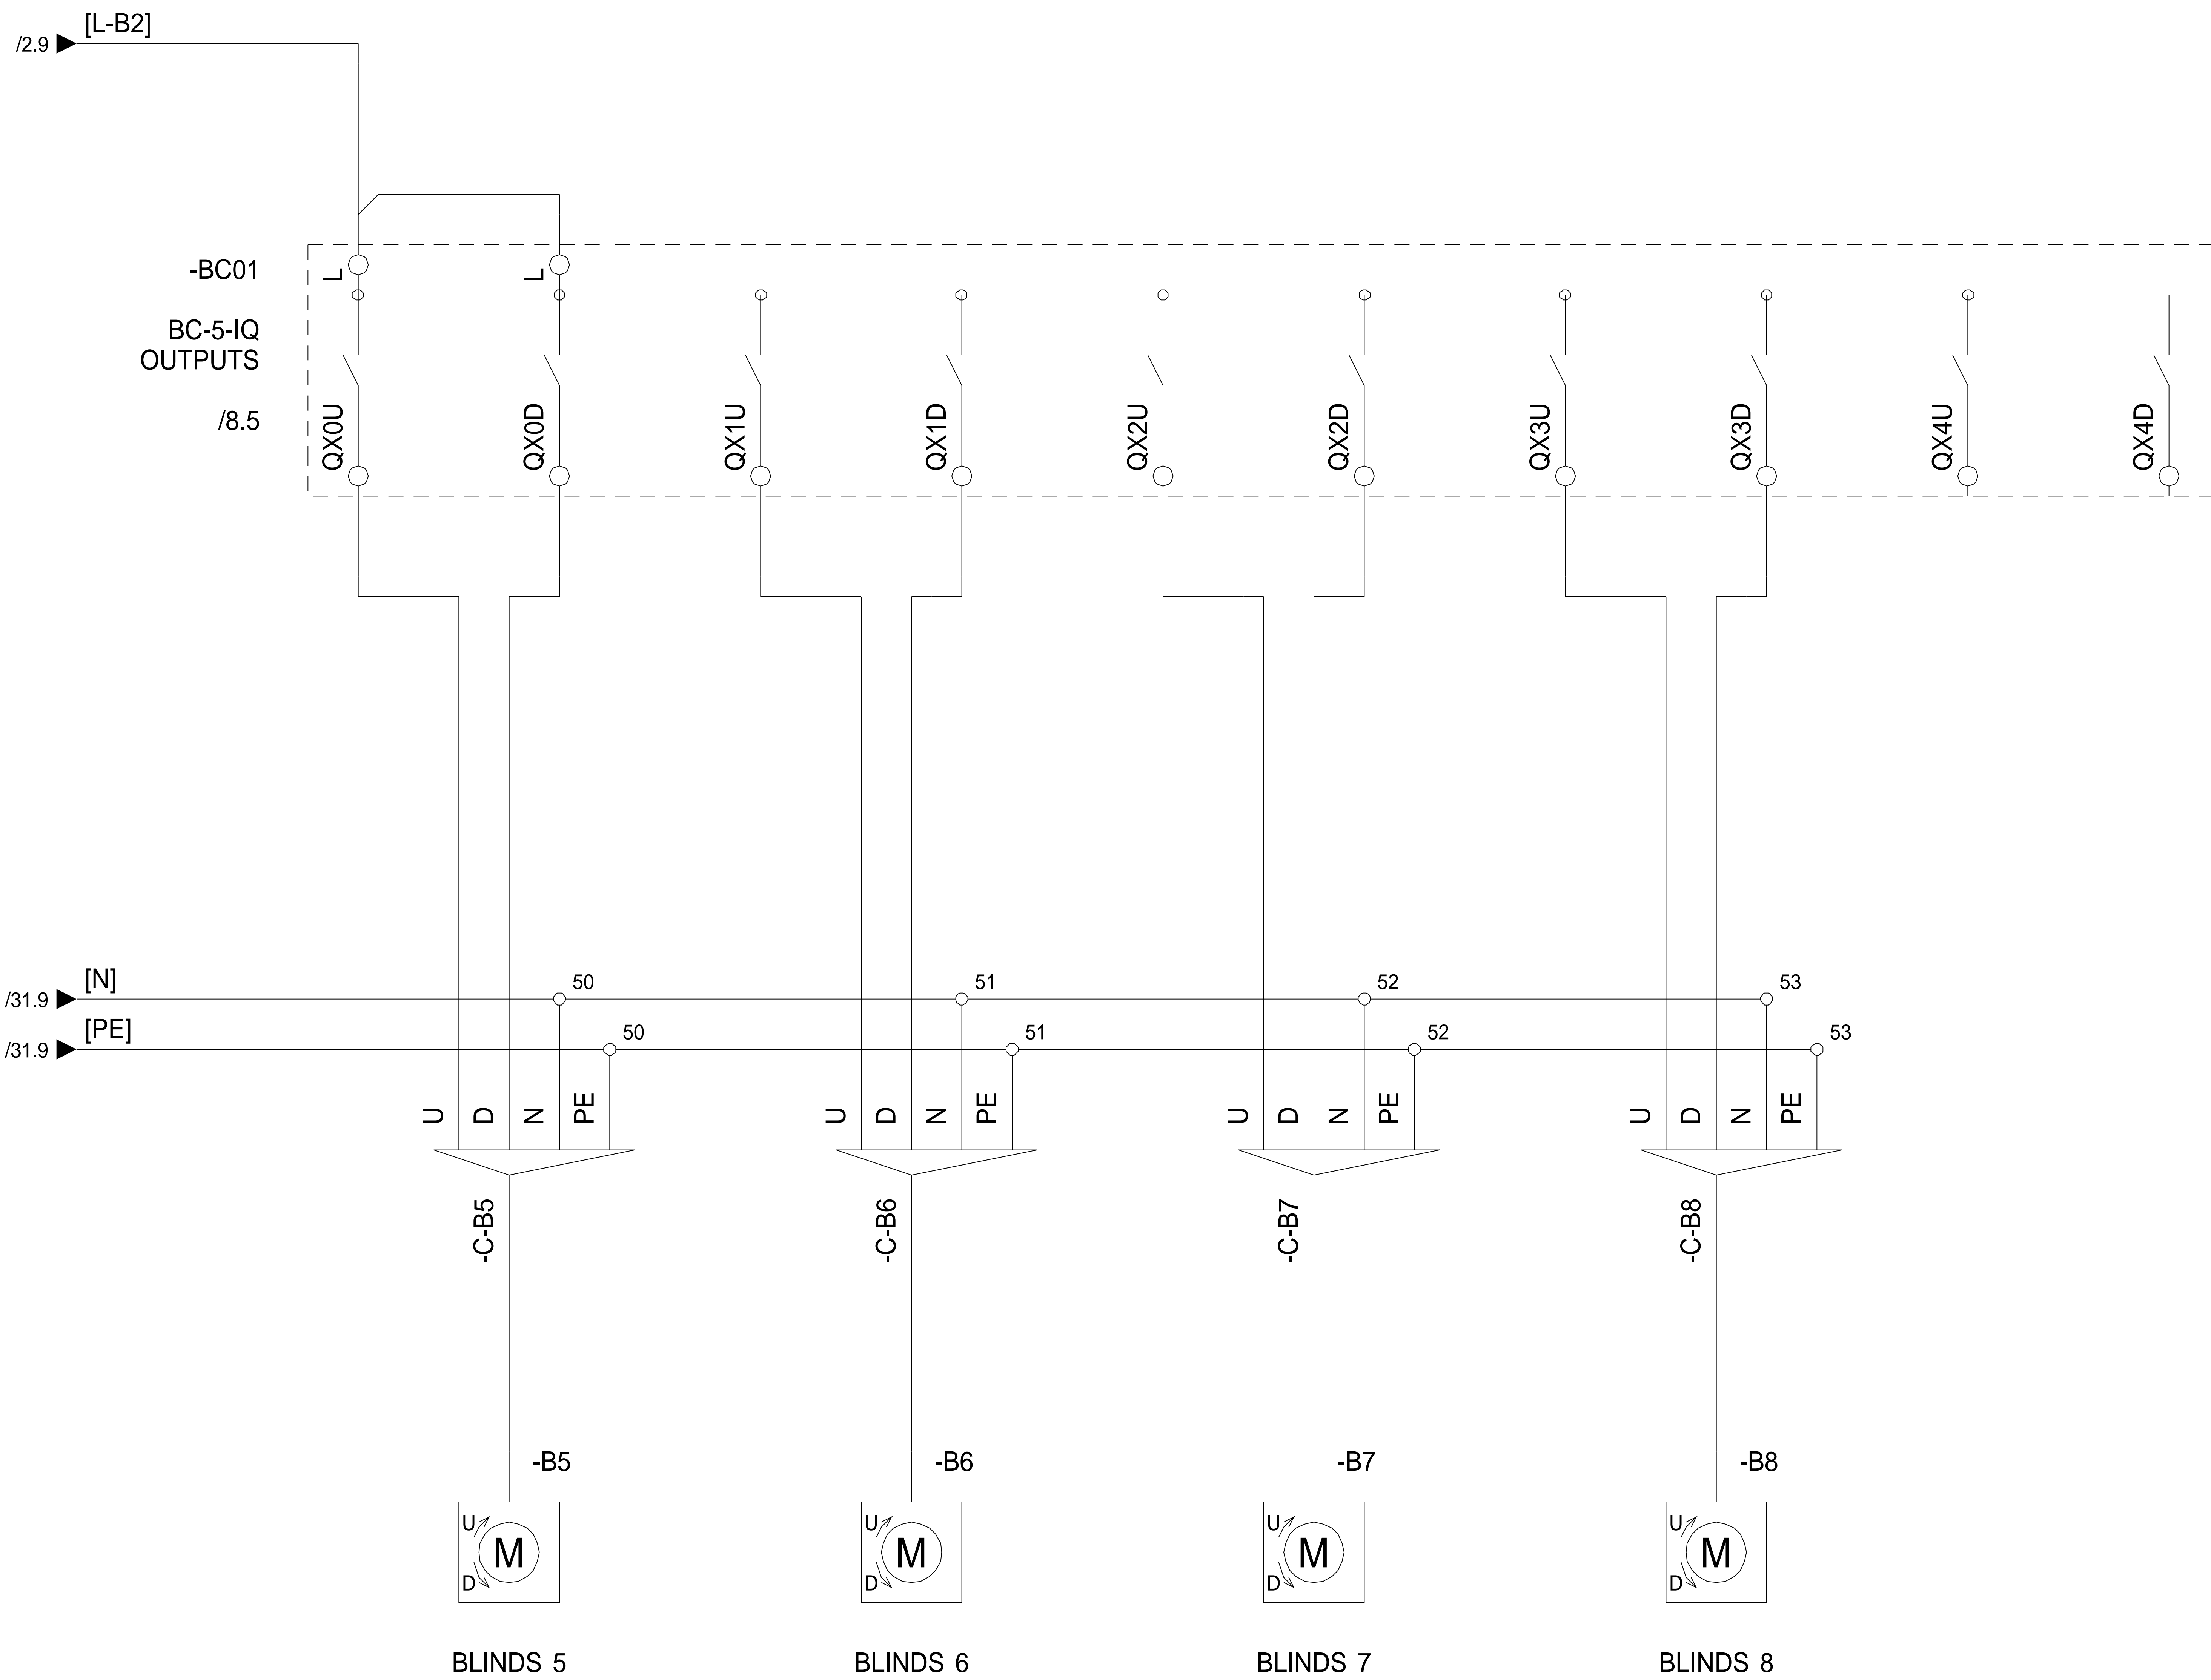 [L-B2]
/2.9
-BC01
L
L
BC-5-IQ
OUTPUTS
/8.5
QX0U
QX0D
QX1U
QX1D
QX2U
QX2D
QX3U
QX3D
QX4U
QX4D
[N]
/31.9
50
51
52
53
[PE]
/31.9
50
51
52
53
U
D
N
PE
U
D
N
PE
U
D
N
PE
U
D
N
PE
-C-B5
-C-B6
-C-B7
-C-B8
-B5
-B6
-B7
-B8
U
M
D
U
M
D
U
M
D
U
M
D
BLINDS 5
BLINDS 6
BLINDS 7
BLINDS 8